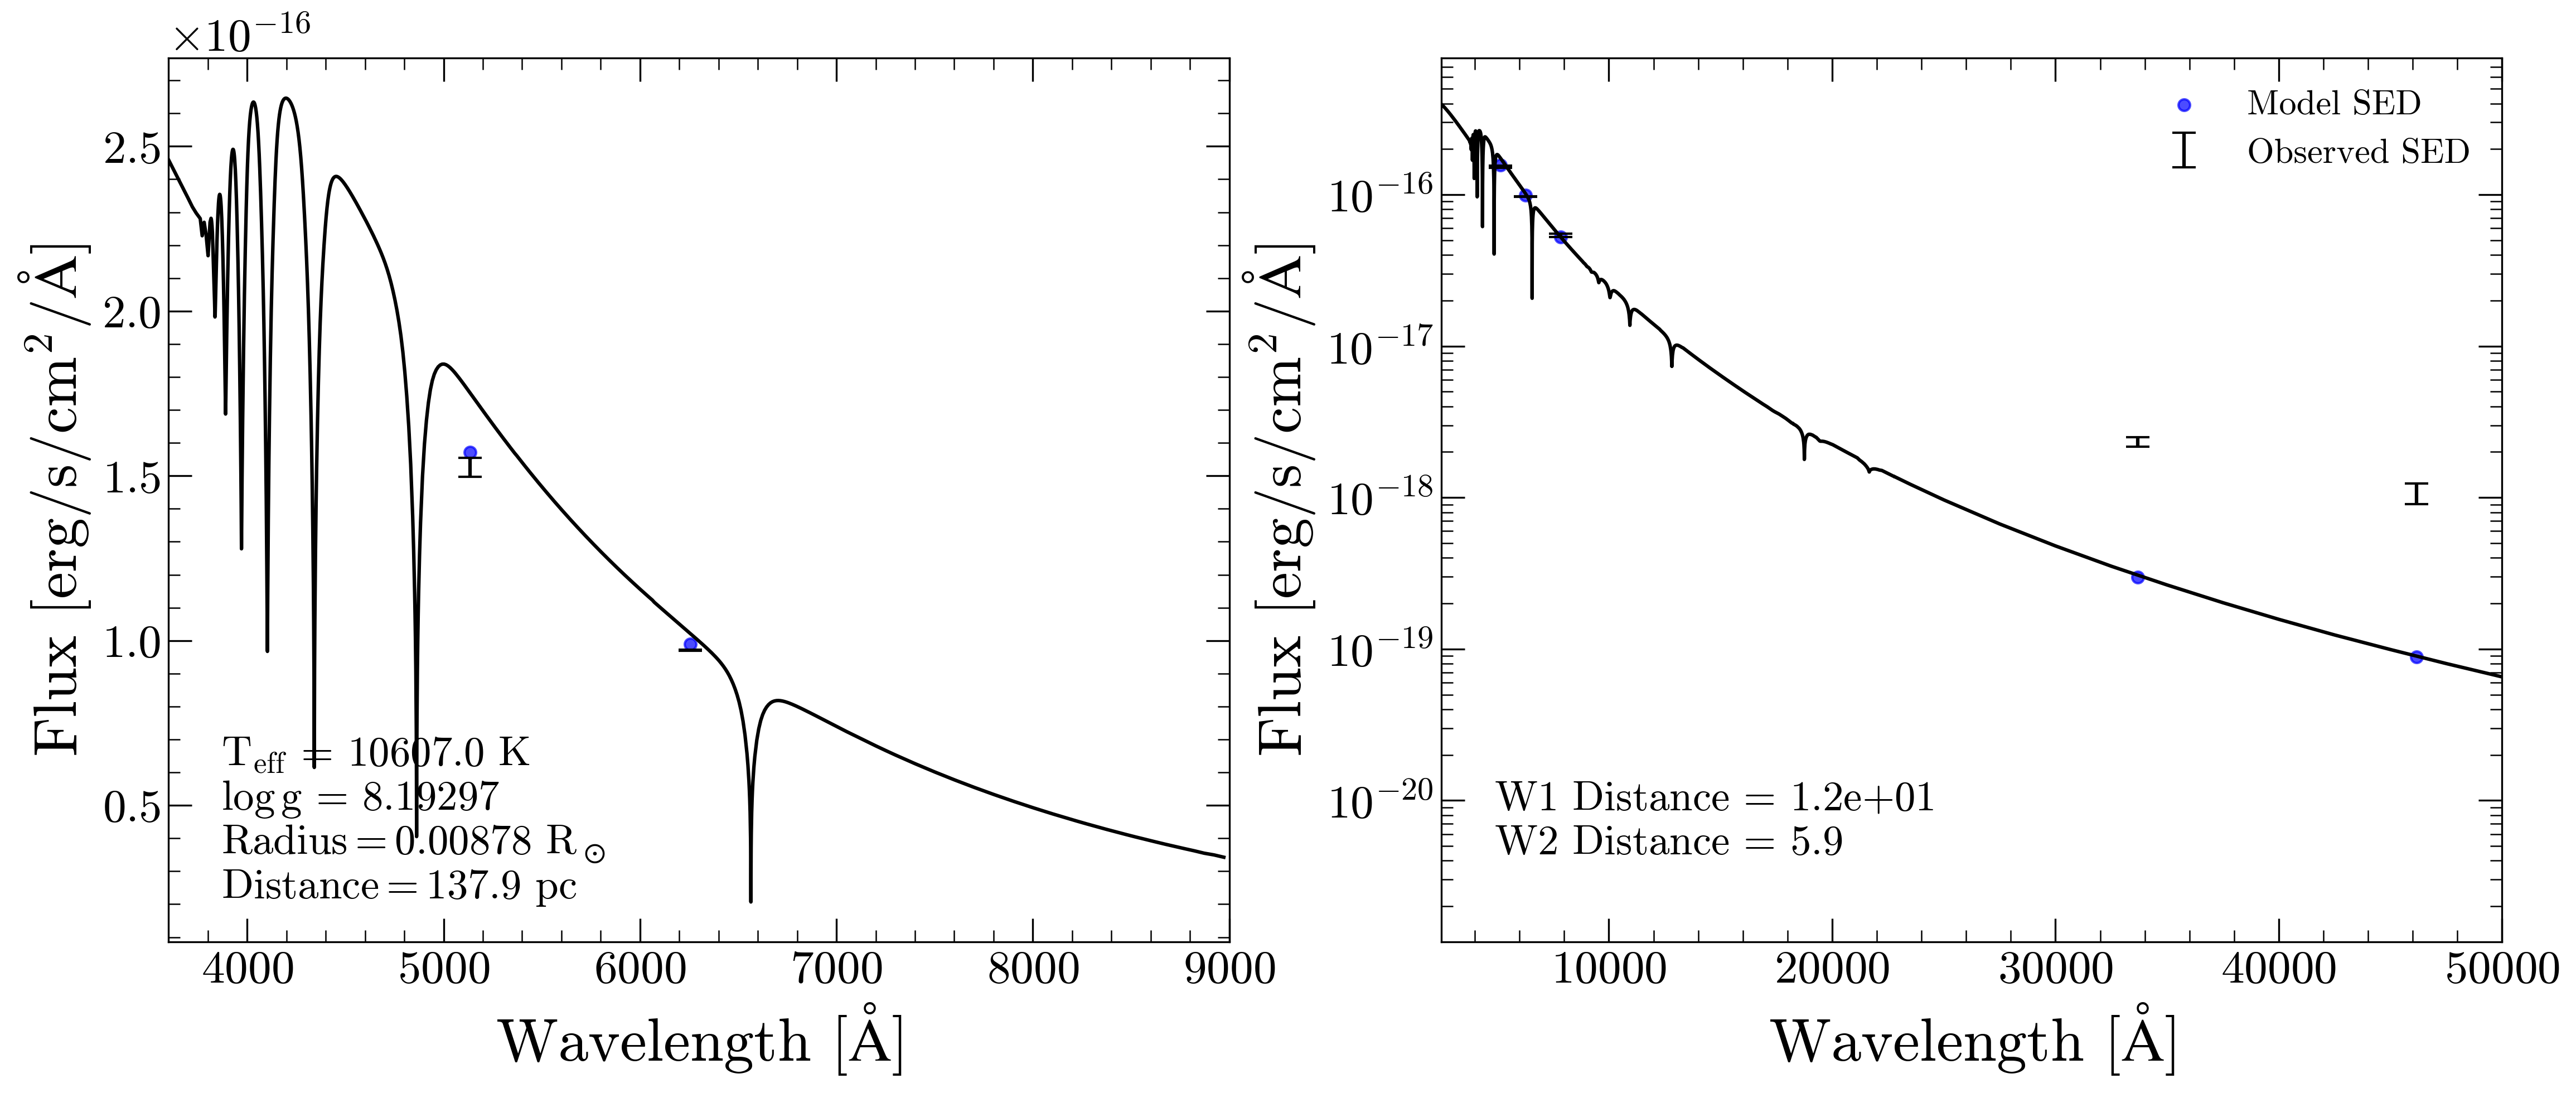 ×10⁻¹⁶
2.5
2.0
1.5
1.0
0.5
Flux [erg/s/cm²/Å]
T_eff = 10607.0 K
log g = 8.19297
Radius = 0.00878 R_⊙
Distance = 137.9 pc
4000 5000 6000 7000 8000 9000
Wavelength [Å]
Model SED
Observed SED
10⁻¹⁶
10⁻¹⁷
10⁻¹⁸
10⁻¹⁹
10⁻²⁰
Flux [erg/s/cm²/Å]
W1 Distance = 1.2e+01
W2 Distance = 5.9
10000 20000 30000 40000 50000
Wavelength [Å]